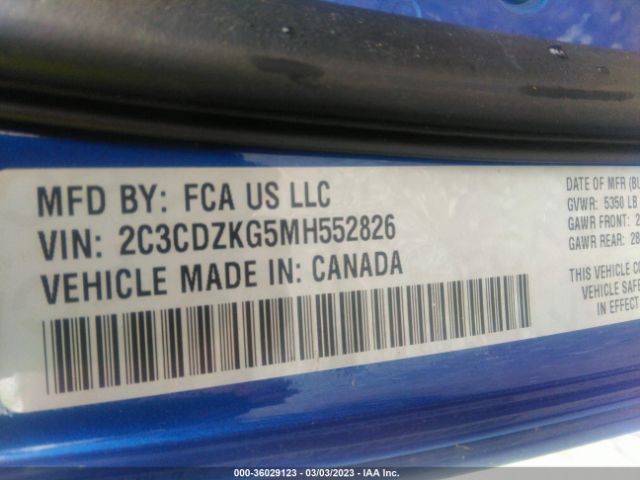 MFD BY: FCA US LLC
VIN: 2C3CDZKG5MH552826
VEHICLE MADE IN: CANADA
DATE OF MFR
GVWR: 5350 LB
GAWR FRONT
GAWR REAR
THIS VEHICLE
VEHICLE
IN EFFECT
000-36029123 - 03/03/2023 - IAA Inc.